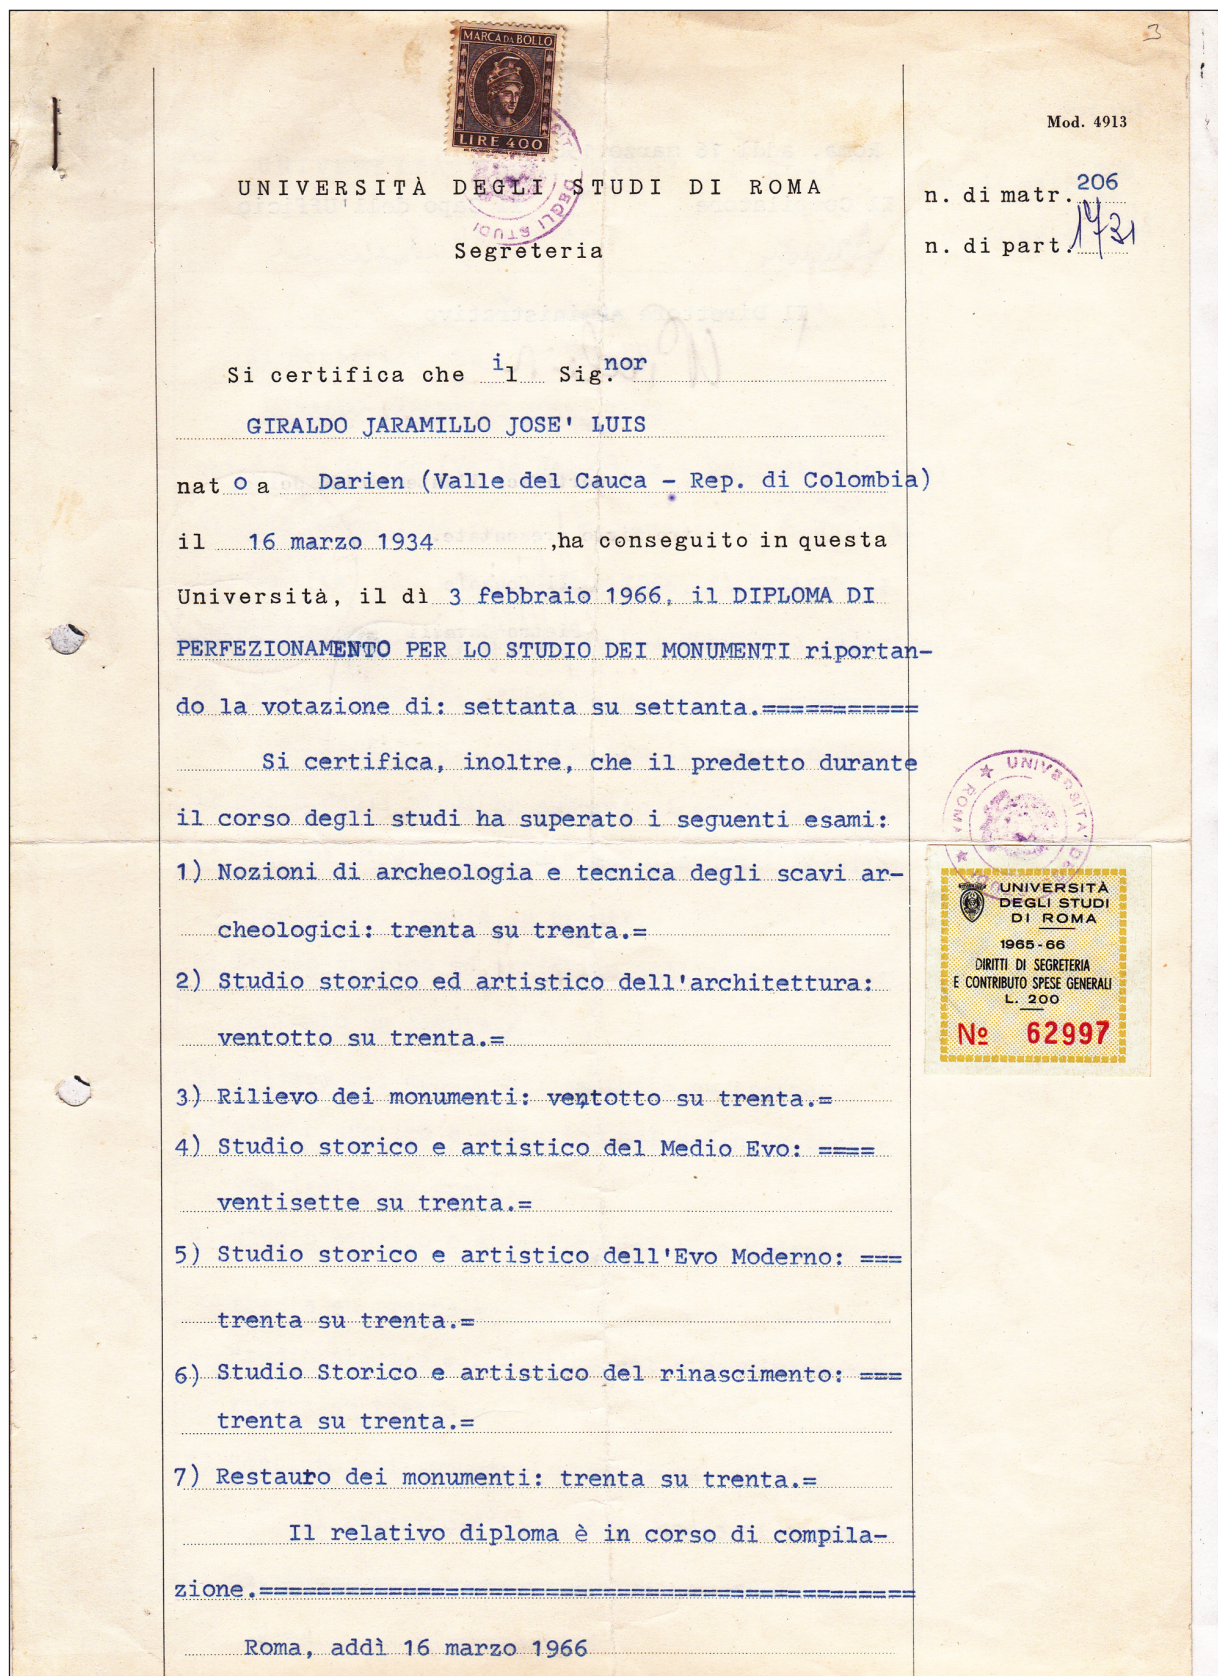 3
MARCA DA BOLLO
LIRE 400
Mod. 4913
UNIVERSITÀ DEGLI STUDI DI ROMA
Segreteria
n. di matr. 206
n. di part. 1731
DEGLI STUDI
Si certifica che il Sig.nor
GIRALDO JARAMILLO JOSE' LUIS
nato a Darien (Valle del Cauca - Rep. di Colombia)
il 16 marzo 1934 ,ha conseguito in questa
Università, il dì 3 febbraio 1966, il DIPLOMA DI
PERFEZIONAMENTO PER LO STUDIO DEI MONUMENTI riportan-
do la votazione di: settanta su settanta.===========
Si certifica, inoltre, che il predetto durante
il corso degli studi ha superato i seguenti esami:
1) Nozioni di archeologia e tecnica degli scavi ar-
cheologici: trenta su trenta.=
2) Studio storico ed artistico dell'architettura:
ventotto su trenta.=
3) Rilievo dei monumenti: ventotto su trenta.=
4) Studio storico e artistico del Medio Evo: ====
ventisette su trenta.=
5) Studio storico e artistico dell'Evo Moderno: ===
trenta su trenta.=
6) Studio Storico e artistico del rinascimento: ===
trenta su trenta.=
7) Restauro dei monumenti: trenta su trenta.=
Il relativo diploma è in corso di compila-
zione.==============================================
Roma, addì 16 marzo 1966
★ UNIVERSITA' DE
ROMA ★
UNIVERSITÀ
DEGLI STUDI
DI ROMA
1965-66
DIRITTI DI SEGRETERIA
E CONTRIBUTO SPESE GENERALI
L. 200
Nº 62997